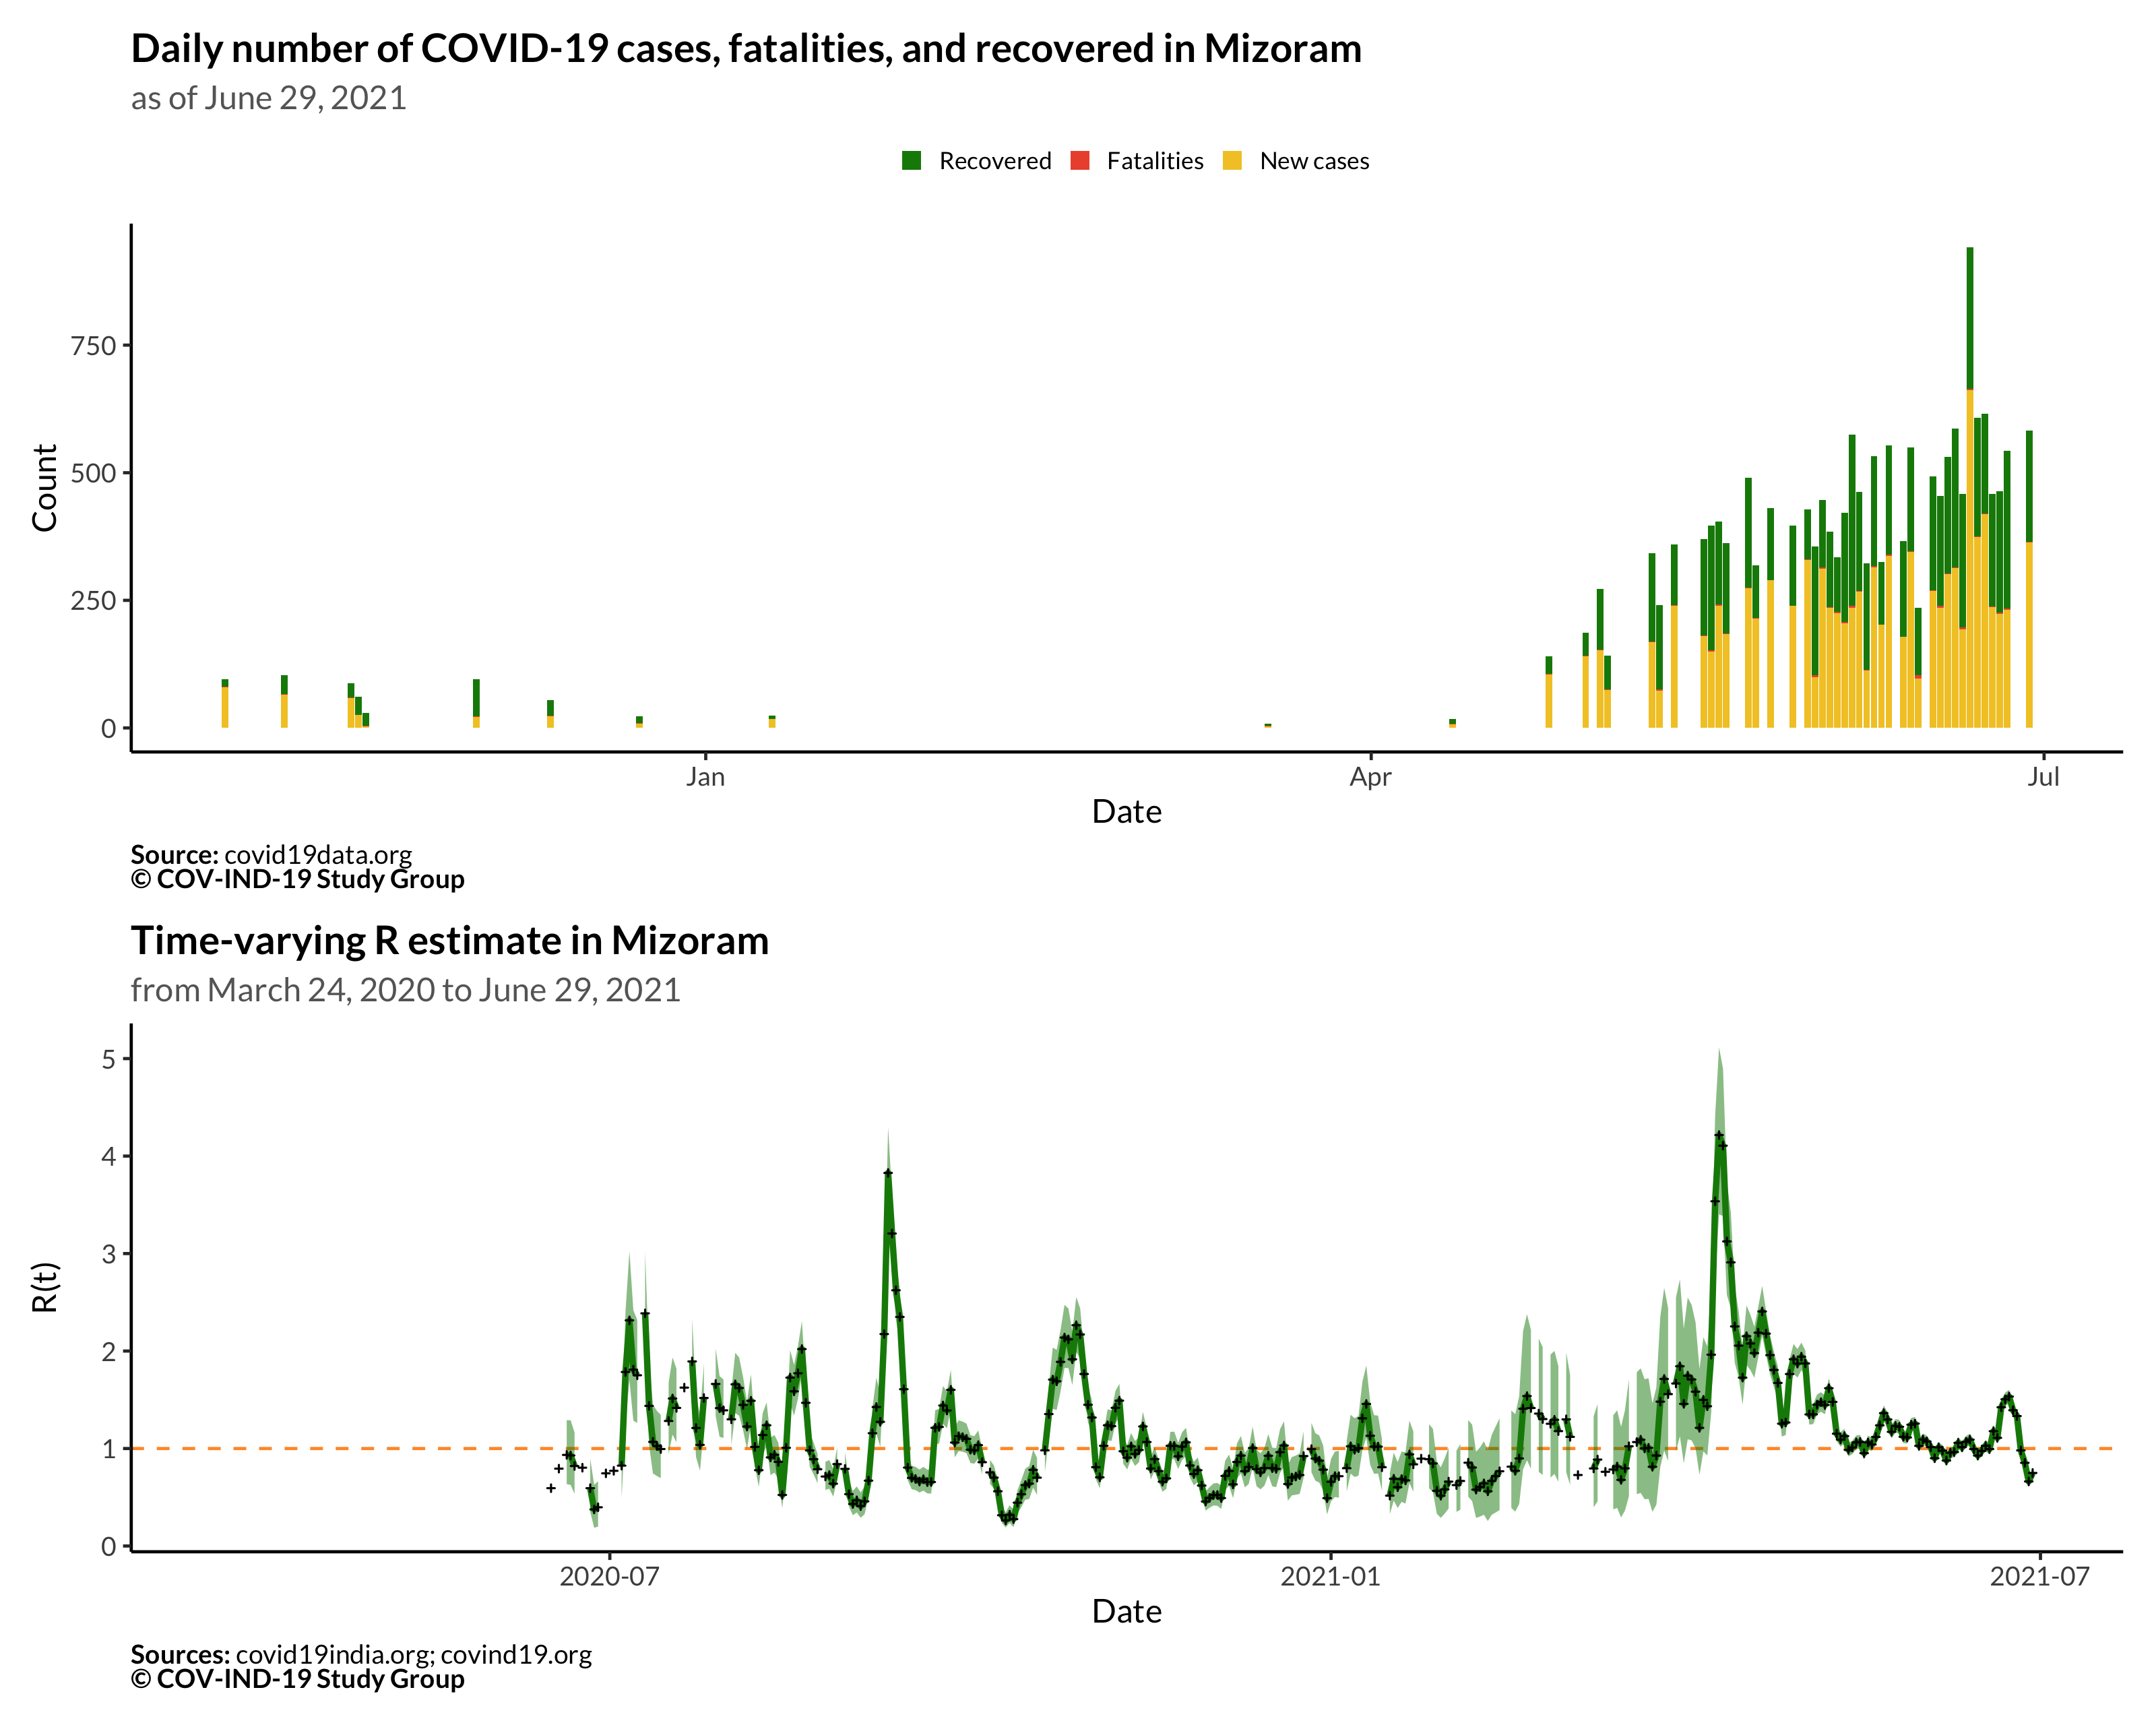 Daily number of COVID-19 cases, fatalities, and recovered in Mizoram
as of June 29, 2021
Recovered Fatalities New cases
750
500
250
0
Count
Jan Apr Jul
Date
Source: covid19data.org
© COV-IND-19 Study Group
Time-varying R estimate in Mizoram
from March 24, 2020 to June 29, 2021
5
4
3
2
1
0
R(t)
2020-07 2021-01 2021-07
Date
Sources: covid19india.org; covind19.org
© COV-IND-19 Study Group